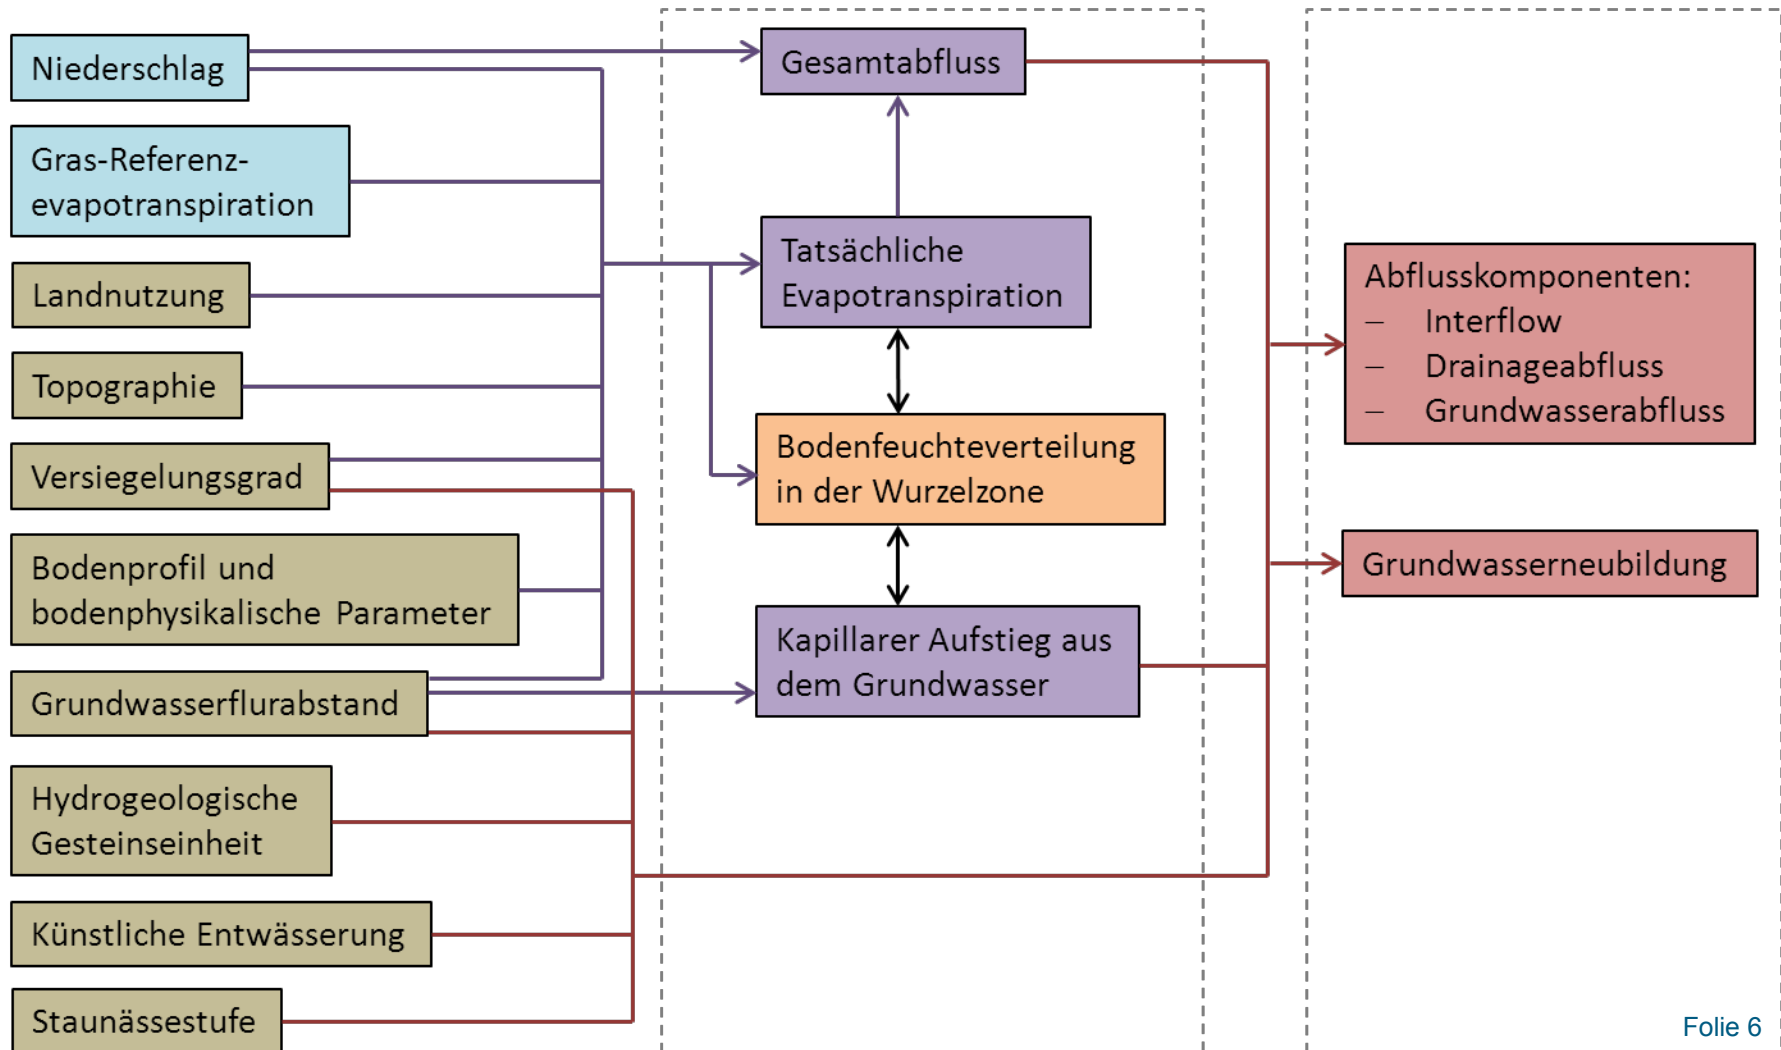 Niederschlag
Gras-Referenz-
evapotranspiration
Landnutzung
Topographie
Versiegelungsgrad
Bodenprofil und
bodenphysikalische Parameter
Grundwasserflurabstand
Hydrogeologische
Gesteinseinheit
Künstliche Entwässerung
Staunässestufe
Gesamtabfluss
Tatsächliche
Evapotranspiration
Bodenfeuchteverteilung
in der Wurzelzone
Kapillarer Aufstieg aus
dem Grundwasser
Abflusskomponenten:
– Interflow
– Drainageabfluss
– Grundwasserabfluss
Grundwasserneubildung
Folie 6